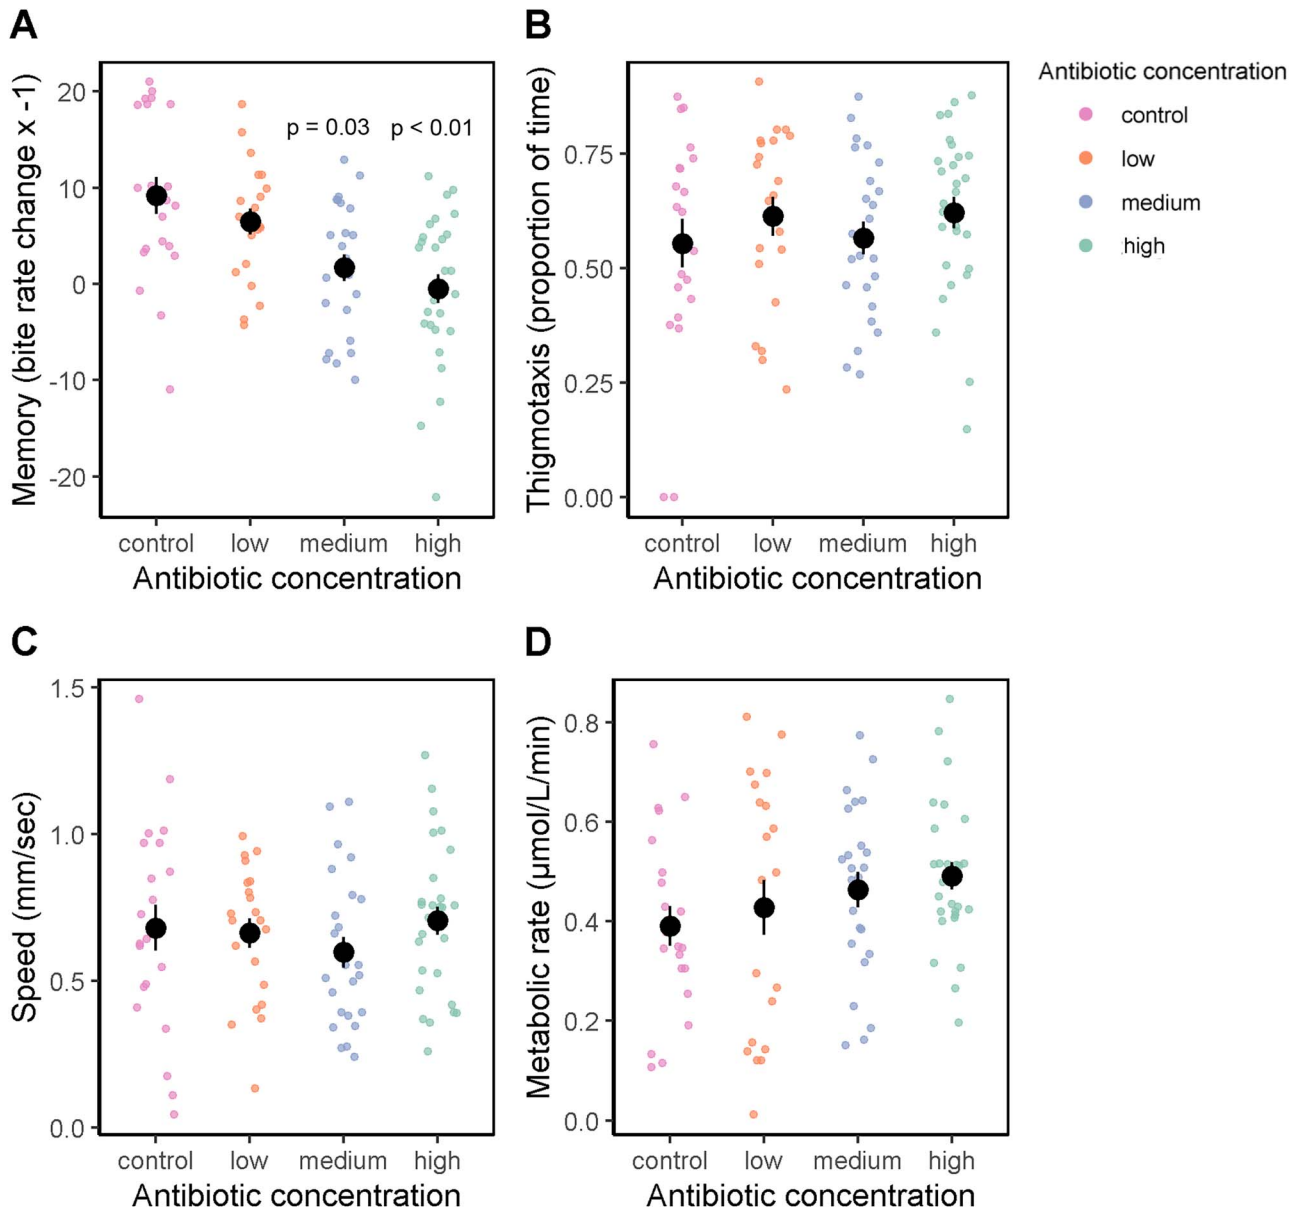 A
Memory (bite rate change x -1)
20
10
0
-10
-20
p = 0.03
p < 0.01
control
low
medium
high
Antibiotic concentration
B
Thigmotaxis (proportion of time)
0.75
0.50
0.25
0.00
control
low
medium
high
Antibiotic concentration
Antibiotic concentration
control
low
medium
high
C
Speed (mm/sec)
1.5
1.0
0.5
0.0
control
low
medium
high
Antibiotic concentration
D
Metabolic rate (μmol/L/min)
0.8
0.6
0.4
0.2
0.0
control
low
medium
high
Antibiotic concentration